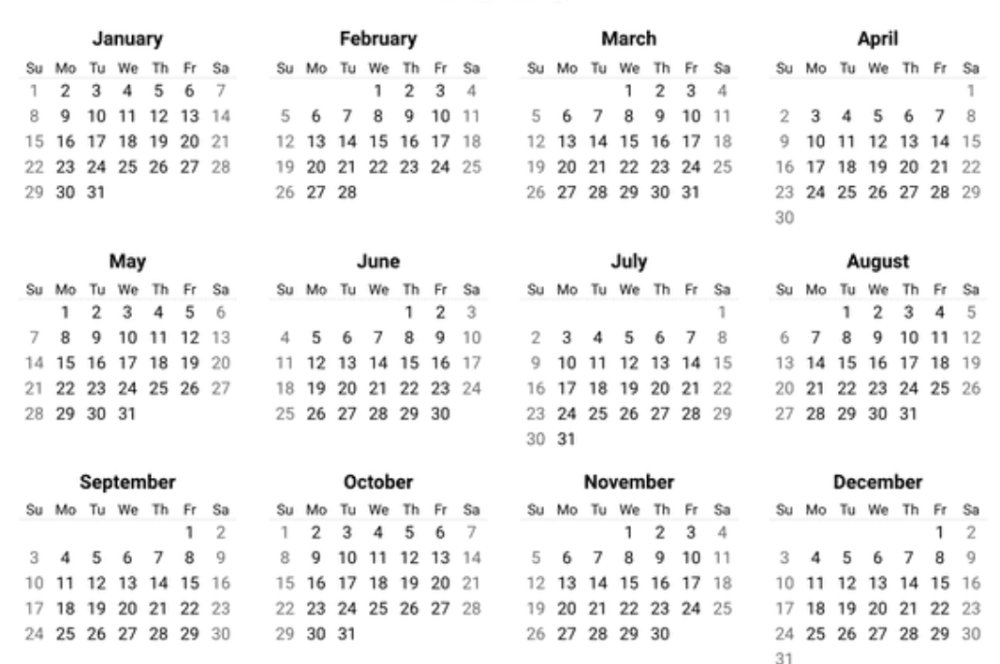 January February March April
Su Mo Tu We Th Fr Sa Su Mo Tu We Th Fr Sa Su Mo Tu We Th Fr Sa Su Mo Tu We Th Fr Sa
1 2 3 4 5 6 7 1 2 3 4 1 2 3 4 1
8 9 10 11 12 13 14 5 6 7 8 9 10 11 5 6 7 8 9 10 11 2 3 4 5 6 7 8
15 16 17 18 19 20 21 12 13 14 15 16 17 18 12 13 14 15 16 17 18 9 10 11 12 13 14 15
22 23 24 25 26 27 28 19 20 21 22 23 24 25 19 20 21 22 23 24 25 16 17 18 19 20 21 22
29 30 31 26 27 28 26 27 28 29 30 31 23 24 25 26 27 28 29
30
May June July August
Su Mo Tu We Th Fr Sa Su Mo Tu We Th Fr Sa Su Mo Tu We Th Fr Sa Su Mo Tu We Th Fr Sa
1 2 3 4 5 6 1 2 3 1 1 2 3 4 5
7 8 9 10 11 12 13 4 5 6 7 8 9 10 2 3 4 5 6 7 8 6 7 8 9 10 11 12
14 15 16 17 18 19 20 11 12 13 14 15 16 17 9 10 11 12 13 14 15 13 14 15 16 17 18 19
21 22 23 24 25 26 27 18 19 20 21 22 23 24 16 17 18 19 20 21 22 20 21 22 23 24 25 26
28 29 30 31 25 26 27 28 29 30 23 24 25 26 27 28 29 27 28 29 30 31
30 31
September October November December
Su Mo Tu We Th Fr Sa Su Mo Tu We Th Fr Sa Su Mo Tu We Th Fr Sa Su Mo Tu We Th Fr Sa
1 2 1 2 3 4 5 6 7 1 2 3 4 1 2
3 4 5 6 7 8 9 8 9 10 11 12 13 14 5 6 7 8 9 10 11 3 4 5 6 7 8 9
10 11 12 13 14 15 16 15 16 17 18 19 20 21 12 13 14 15 16 17 18 10 11 12 13 14 15 16
17 18 19 20 21 22 23 22 23 24 25 26 27 28 19 20 21 22 23 24 25 17 18 19 20 21 22 23
24 25 26 27 28 29 30 29 30 31 26 27 28 29 30 24 25 26 27 28 29 30
31